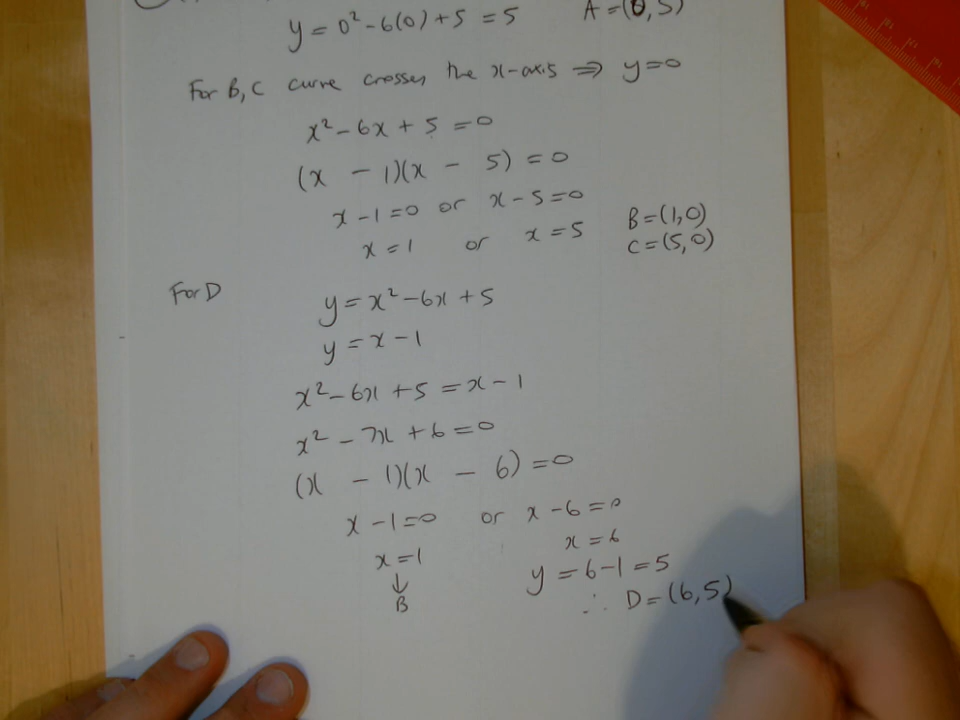 y = 0² - 6(0) + 5 = 5 A = (0, 5)
For B, C curve crosses the x-axis ⇒ y = 0
x² - 6x + 5 = 0
(x - 1)(x - 5) = 0
x - 1 = 0 or x - 5 = 0
x = 1 or x = 5
B = (1, 0)
C = (5, 0)
For D
y = x² - 6x + 5
y = x - 1
x² - 6x + 5 = x - 1
x² - 7x + 6 = 0
(x - 1)(x - 6) = 0
x - 1 = 0 or x - 6 = 0
x = 1 x = 6
↓ y = 6 - 1 = 5
B ∴ D = (6, 5)